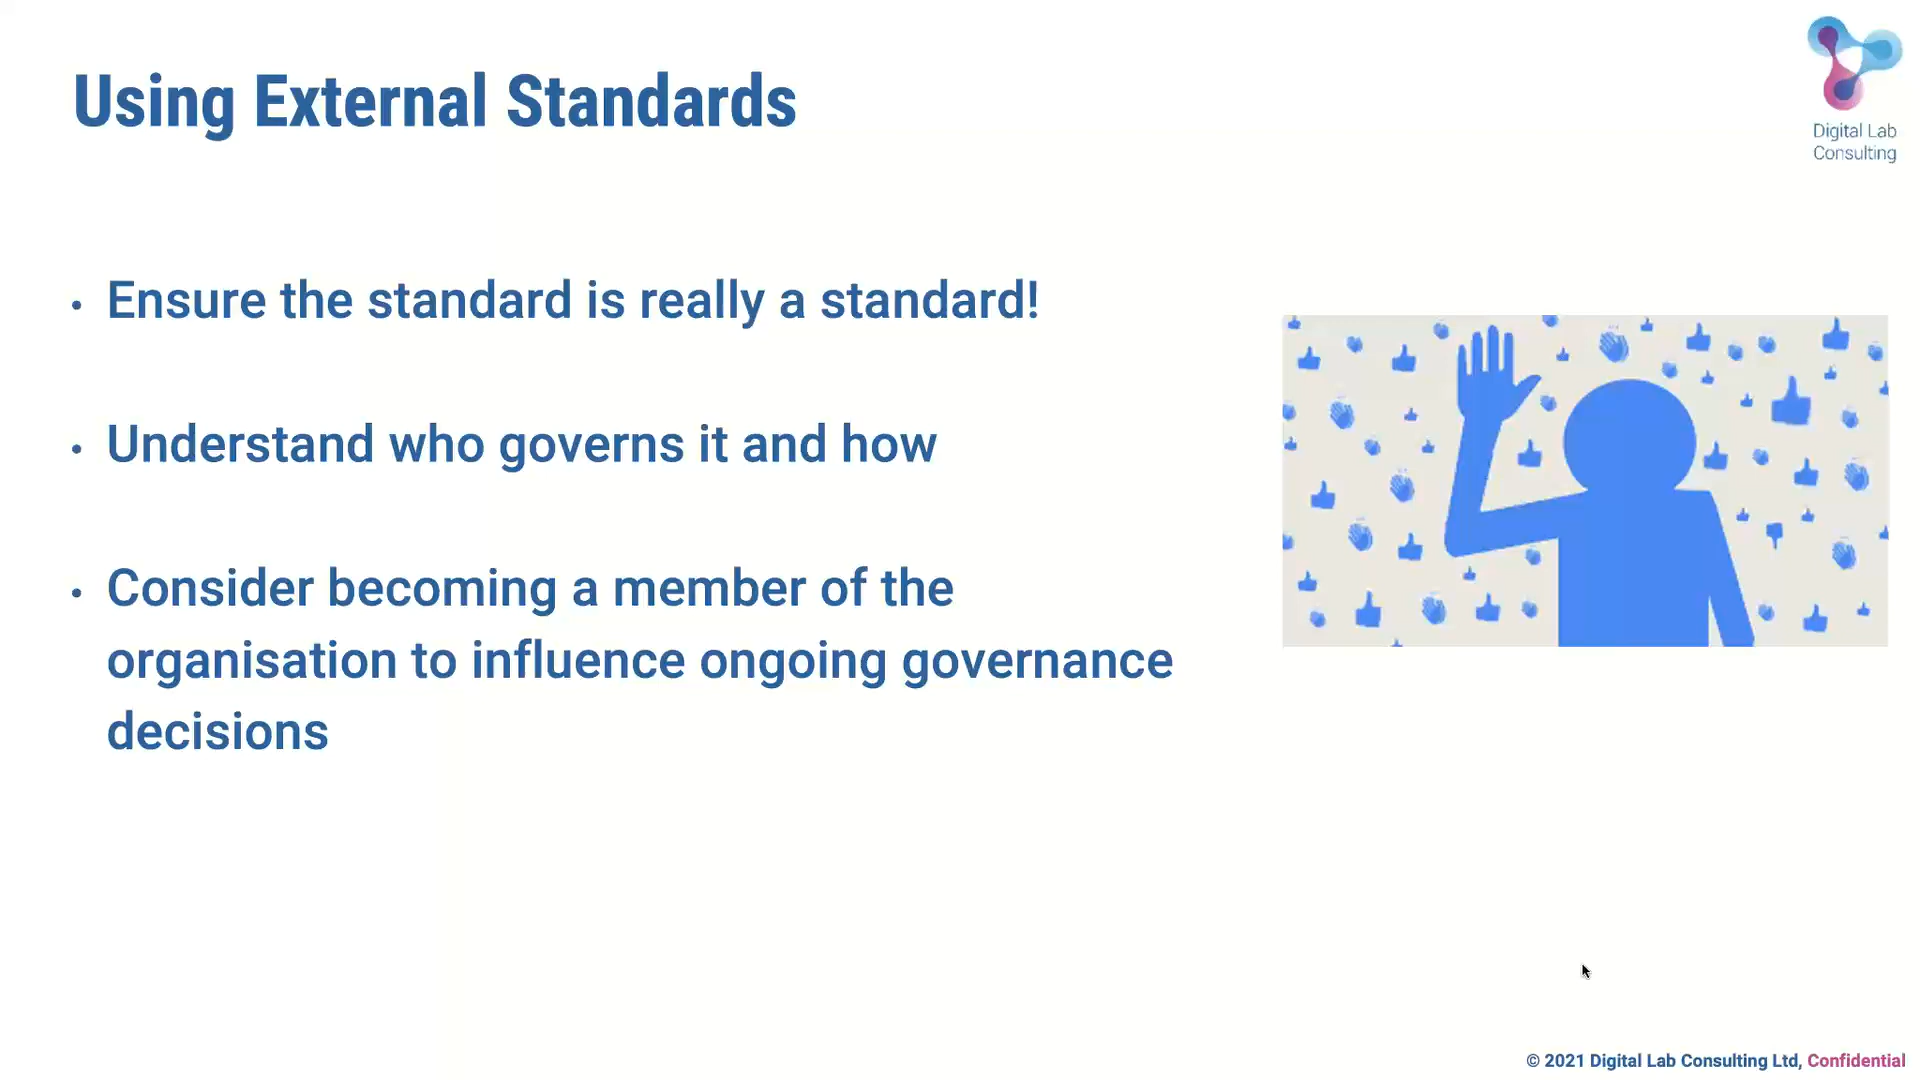 Using External Standards
Digital Lab
Consulting
• Ensure the standard is really a standard!
• Understand who governs it and how
• Consider becoming a member of the
organisation to influence ongoing governance
decisions
© 2021 Digital Lab Consulting Ltd, Confidential